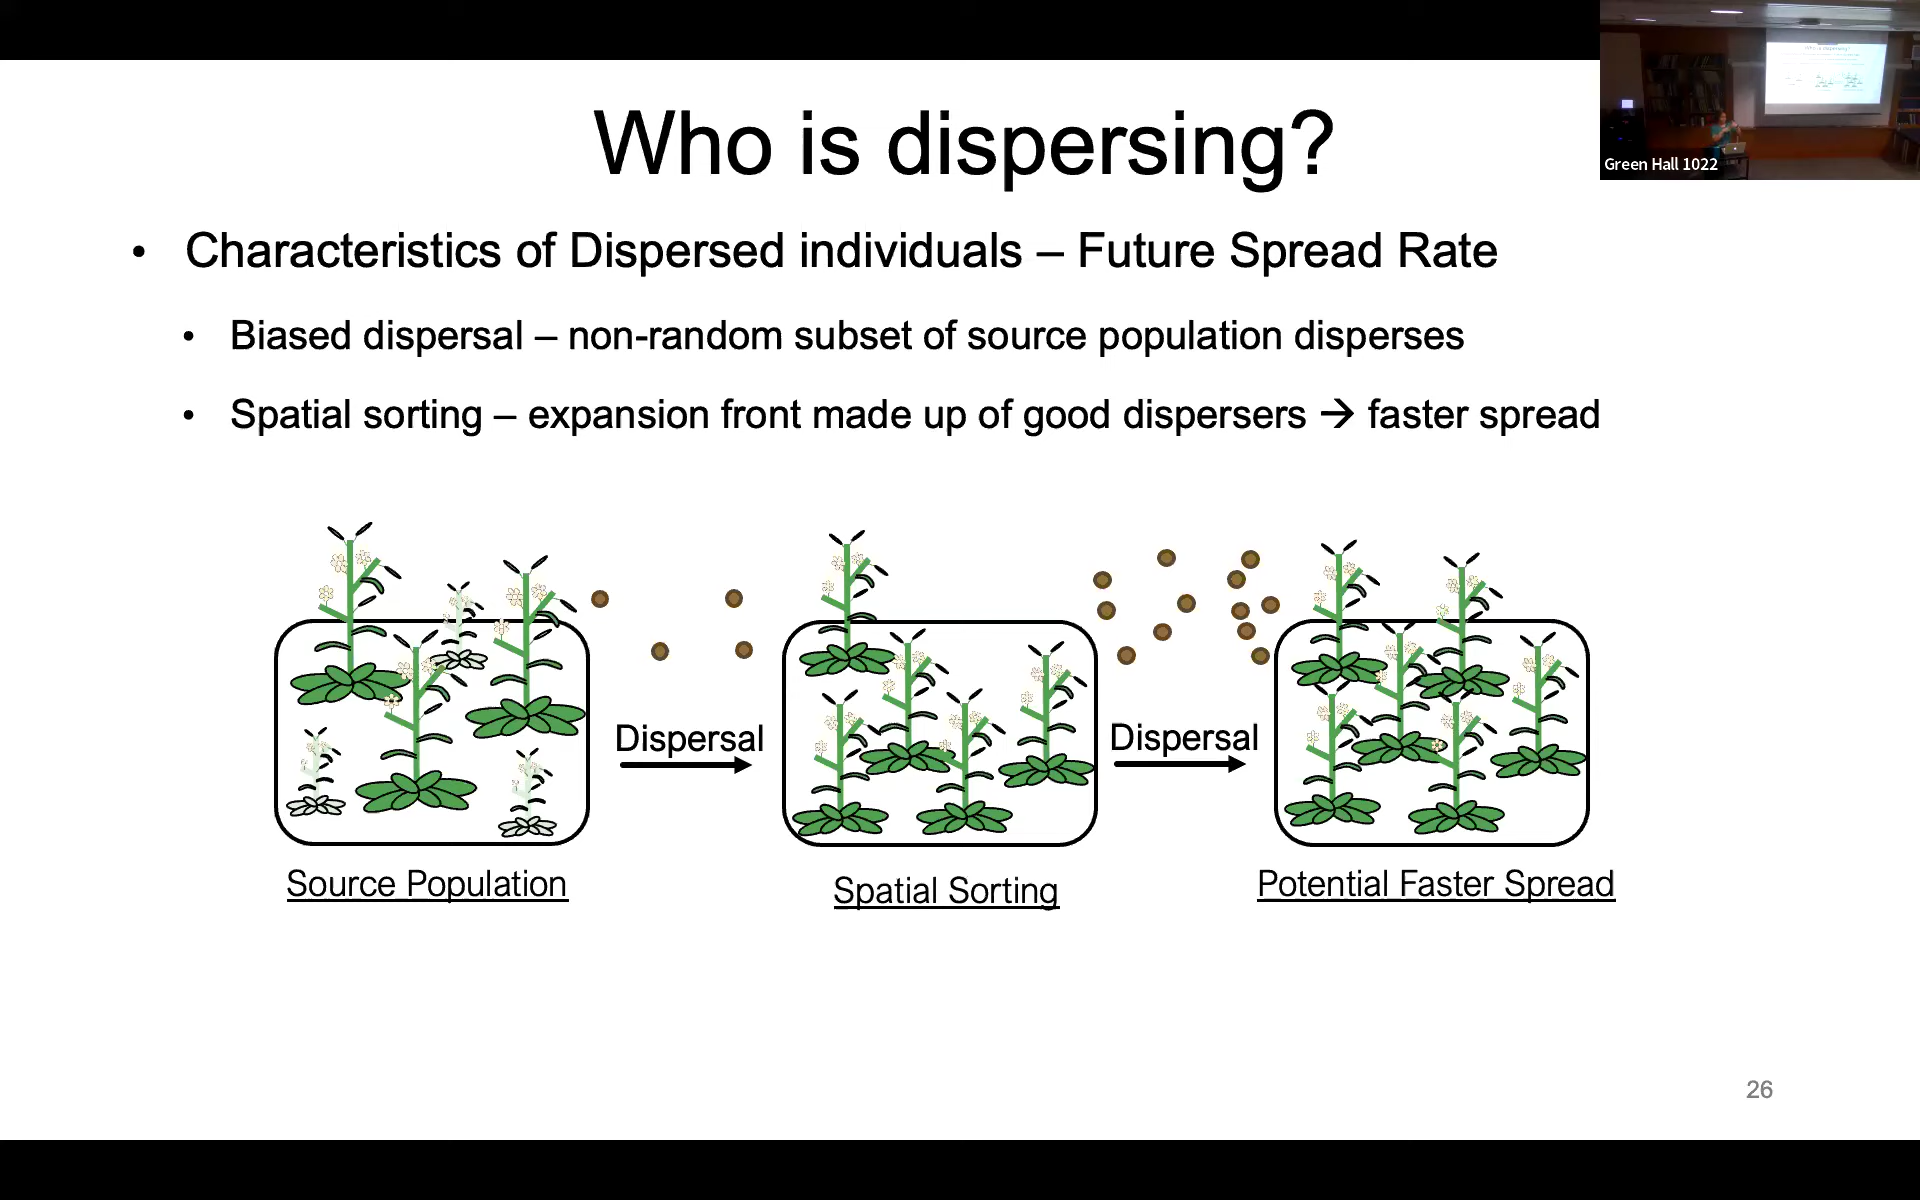 Who is dispersing?
Green Hall 1022
• Characteristics of Dispersed individuals – Future Spread Rate
• Biased dispersal – non-random subset of source population disperses
• Spatial sorting – expansion front made up of good dispersers → faster spread
Dispersal
Dispersal
Source Population
Spatial Sorting
Potential Faster Spread
26